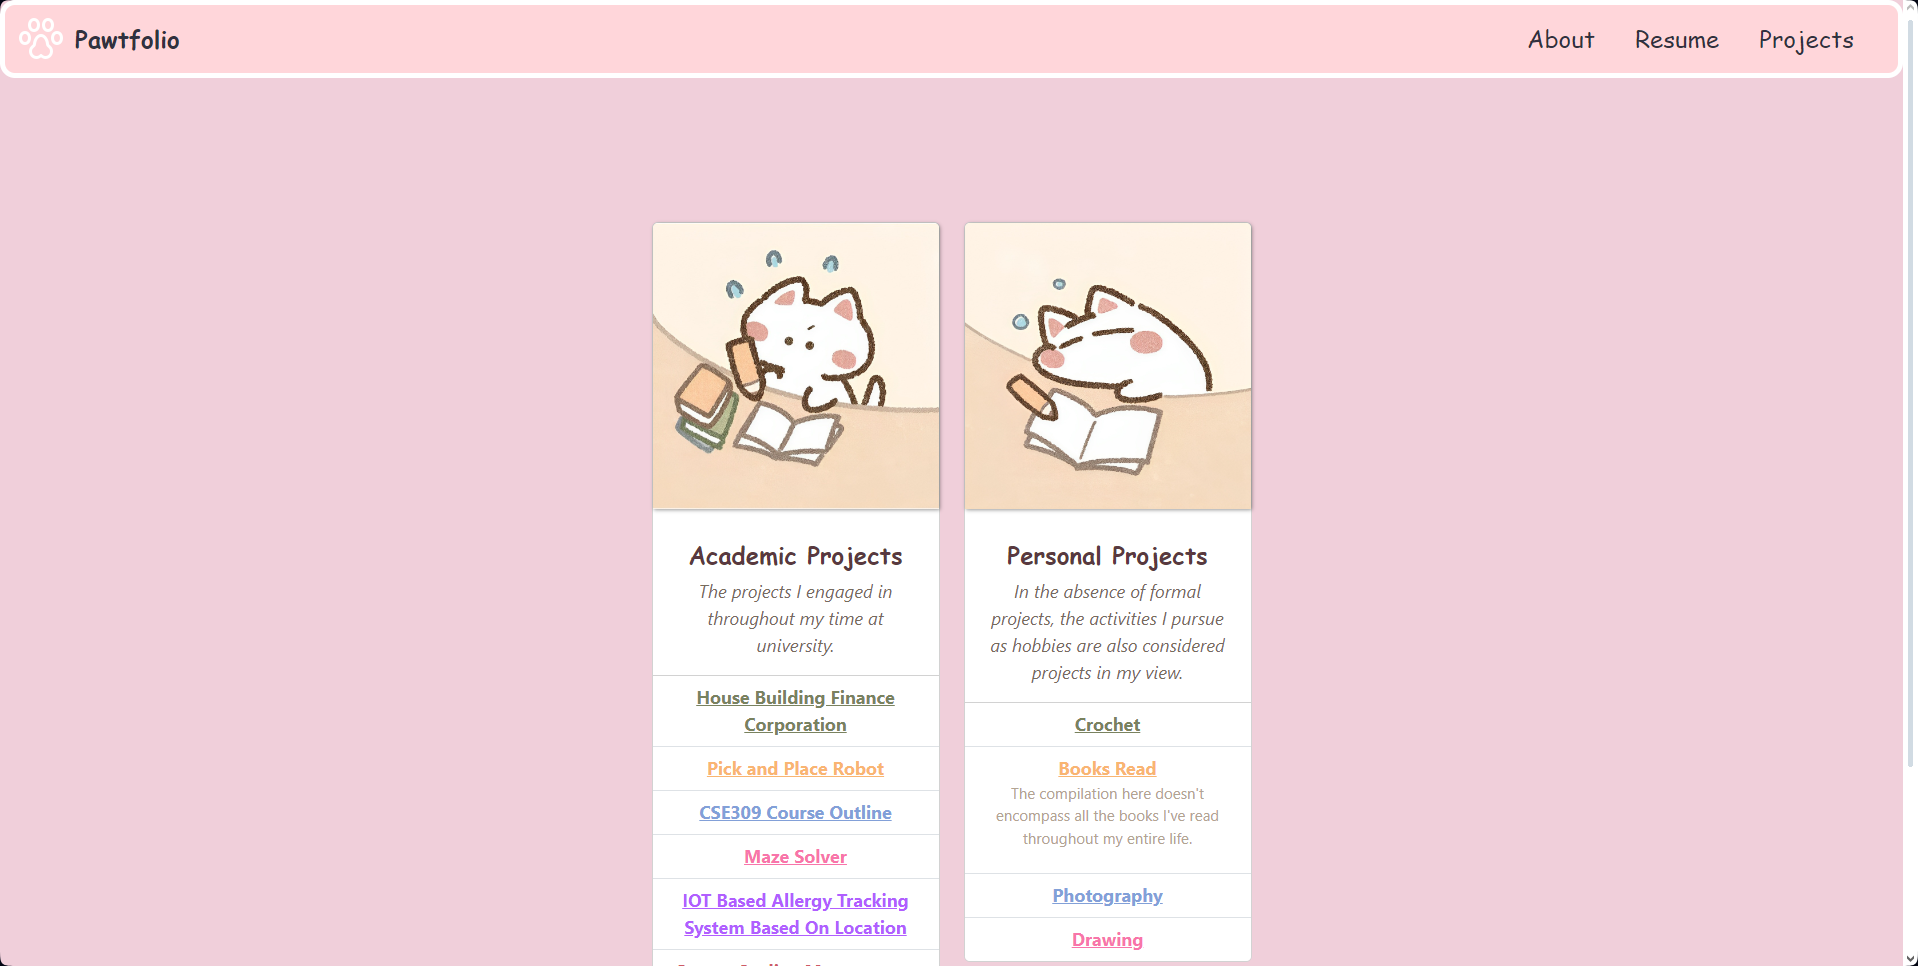 Pawtfolio
About
Resume
Projects
Academic Projects
The projects I engaged in
throughout my time at
university.
House Building Finance
Corporation
Pick and Place Robot
CSE309 Course Outline
Maze Solver
IOT Based Allergy Tracking
System Based On Location
Personal Projects
In the absence of formal
projects, the activities I pursue
as hobbies are also considered
projects in my view.
Crochet
Books Read
The compilation here doesn't
encompass all the books I've read
throughout my entire life.
Photography
Drawing